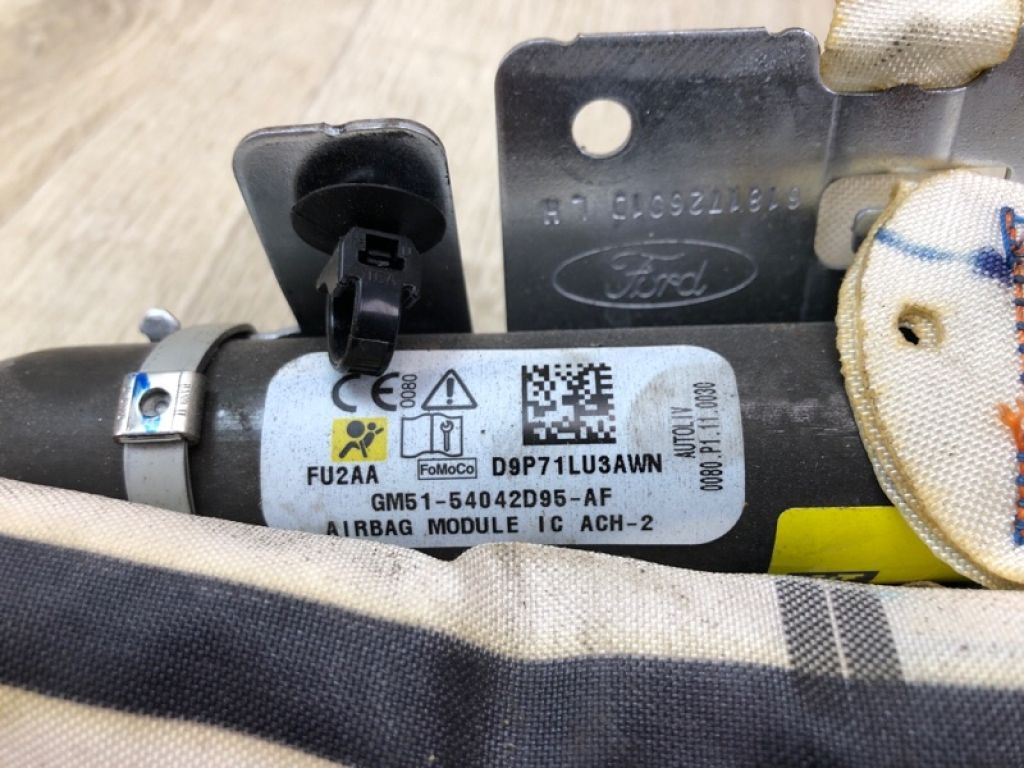 Ford
CE 0080
FU2AA
FoMoCo
D9P71LU3AWN
GM51-54042D95-AF
AIRBAG MODULE IC ACH-2
AUTOLIV
0080.P1.11.0030